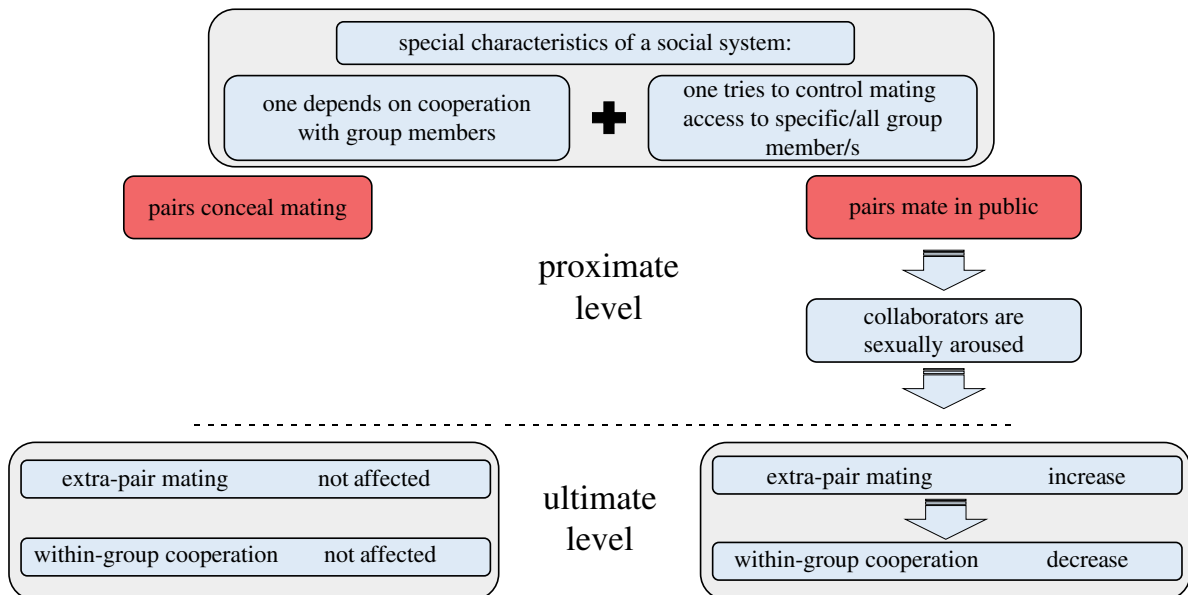 special characteristics of a social system:
one depends on cooperation
with group members
one tries to control mating
access to specific/all group
member/s
pairs conceal mating
pairs mate in public
proximate
level
collaborators are
sexually aroused
extra-pair mating not affected
within-group cooperation not affected
ultimate
level
extra-pair mating increase
within-group cooperation decrease